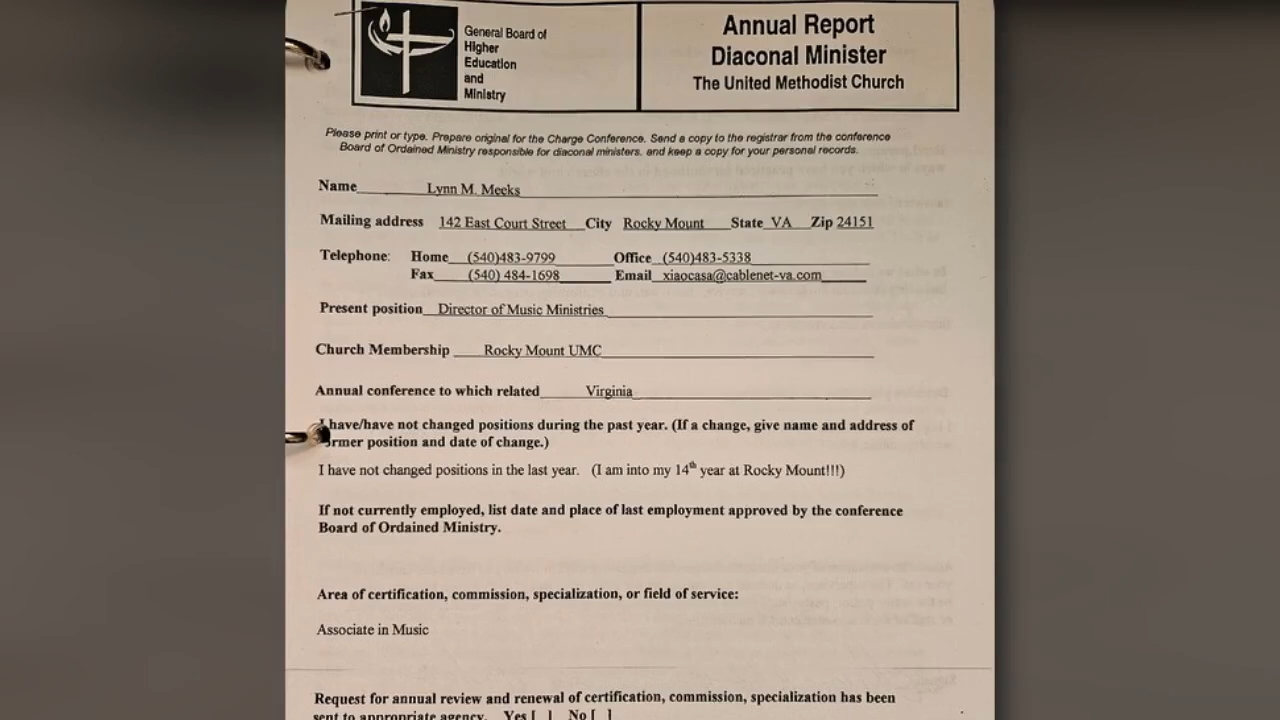 General Board of
Higher
Education
and
Ministry
Annual Report
Diaconal Minister
The United Methodist Church
Please print or type. Prepare original for the Charge Conference. Send a copy to the registrar from the conference
Board of Ordained Ministry responsible for diaconal ministers. and keep a copy for your personal records.
Name Lynn M. Meeks
Mailing address 142 East Court Street City Rocky Mount State VA Zip 24151
Telephone: Home (540)483-9799 Office (540)483-5338
Fax (540) 484-1698 Email xiaocasa@cablenet-va.com
Present position Director of Music Ministries
Church Membership Rocky Mount UMC
Annual conference to which related Virginia
I have/have not changed positions during the past year. (If a change, give name and address of
rmer position and date of change.)
I have not changed positions in the last year. (I am into my 14th year at Rocky Mount!!!)
If not currently employed, list date and place of last employment approved by the conference
Board of Ordained Ministry.
Area of certification, commission, specialization, or field of service:
Associate in Music
Request for annual review and renewal of certification, commission, specialization has been
sent to appropriate agency. Yes [ ] No [ ]